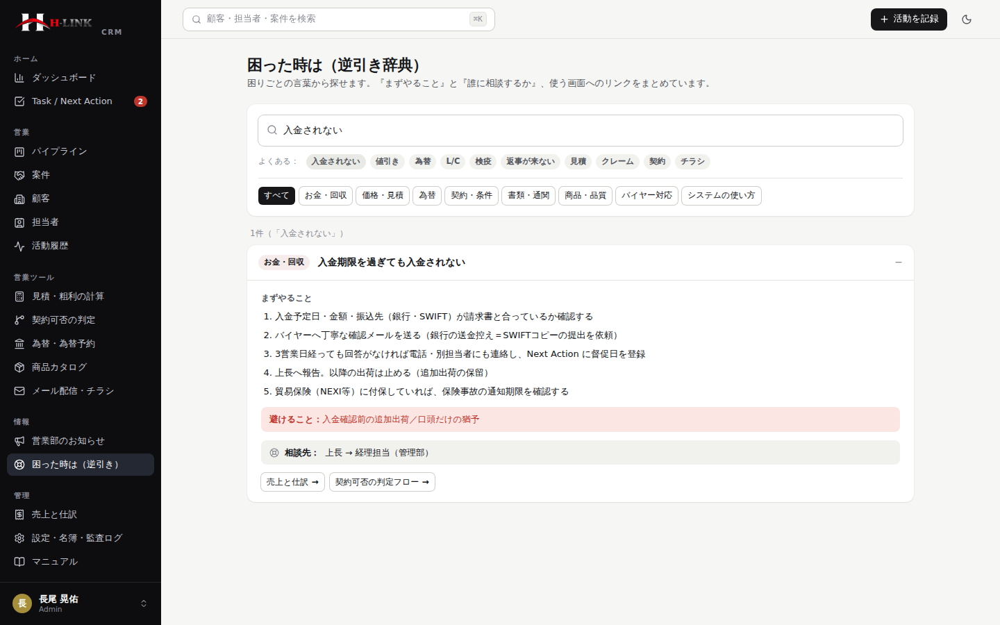 H-LINK
CRM
ホーム
ダッシュボード
Task / Next Action 2
営業
パイプライン
案件
顧客
担当者
活動履歴
営業ツール
見積・粗利の計算
契約可否の判定
為替・為替予約
商品カタログ
メール配信・チラシ
情報
営業部のお知らせ
困った時は（逆引き）
管理
売上と仕訳
設定・名簿・監査ログ
マニュアル
長 長尾 晃佑
Admin
顧客・担当者・案件を検索 ⌘K
活動を記録
困った時は（逆引き辞典）
困りごとの言葉から探せます。『まずやること』と『誰に相談するか』、使う画面へのリンクをまとめています。
入金されない
よくある： 入金されない 値引き 為替 L/C 検疫 返事が来ない 見積 クレーム 契約 チラシ
すべて お金・回収 価格・見積 為替 契約・条件 書類・通関 商品・品質 バイヤー対応 システムの使い方
1件（「入金されない」）
お金・回収 入金期限を過ぎても入金されない −
まずやること
1. 入金予定日・金額・振込先（銀行・SWIFT）が請求書と合っているか確認する
2. バイヤーへ丁寧な確認メールを送る（銀行の送金控え＝SWIFTコピーの提出を依頼）
3. 3営業日経っても回答がなければ電話・別担当者にも連絡し、Next Action に督促日を登録
4. 上長へ報告。以降の出荷は止める（追加出荷の保留）
5. 貿易保険（NEXI等）に付保していれば、保険事故の通知期限を確認する
避けること：入金確認前の追加出荷／口頭だけの猶予
相談先： 上長 → 経理担当（管理部）
売上と仕訳 → 契約可否の判定フロー →